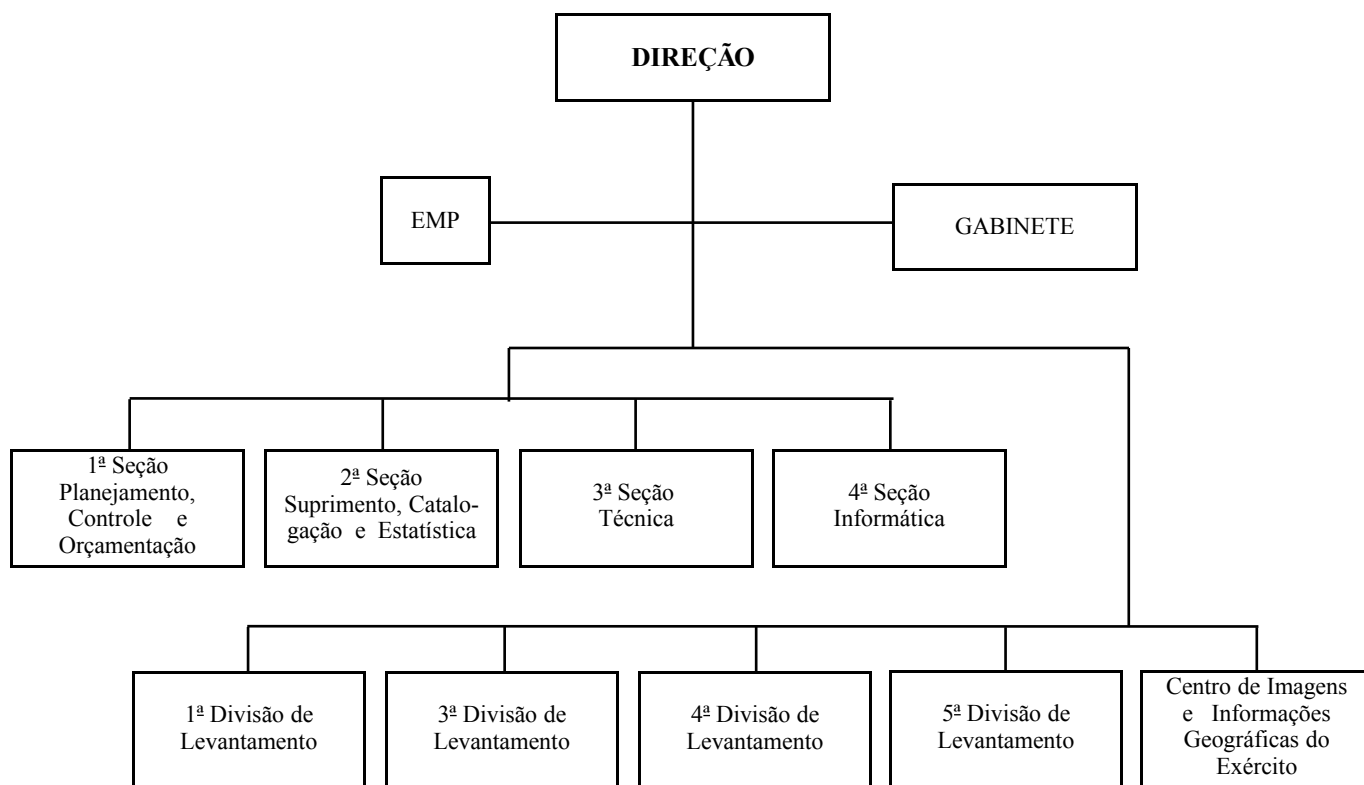 DIREÇÃO
EMP
GABINETE
1ª Seção
Planejamento,
Controle e
Orçamentação
2ª Seção
Suprimento, Catalo-
gação e Estatística
3ª Seção
Técnica
4ª Seção
Informática
1ª Divisão de
Levantamento
3ª Divisão de
Levantamento
4ª Divisão de
Levantamento
5ª Divisão de
Levantamento
Centro de Imagens
e Informações
Geográficas do
Exército